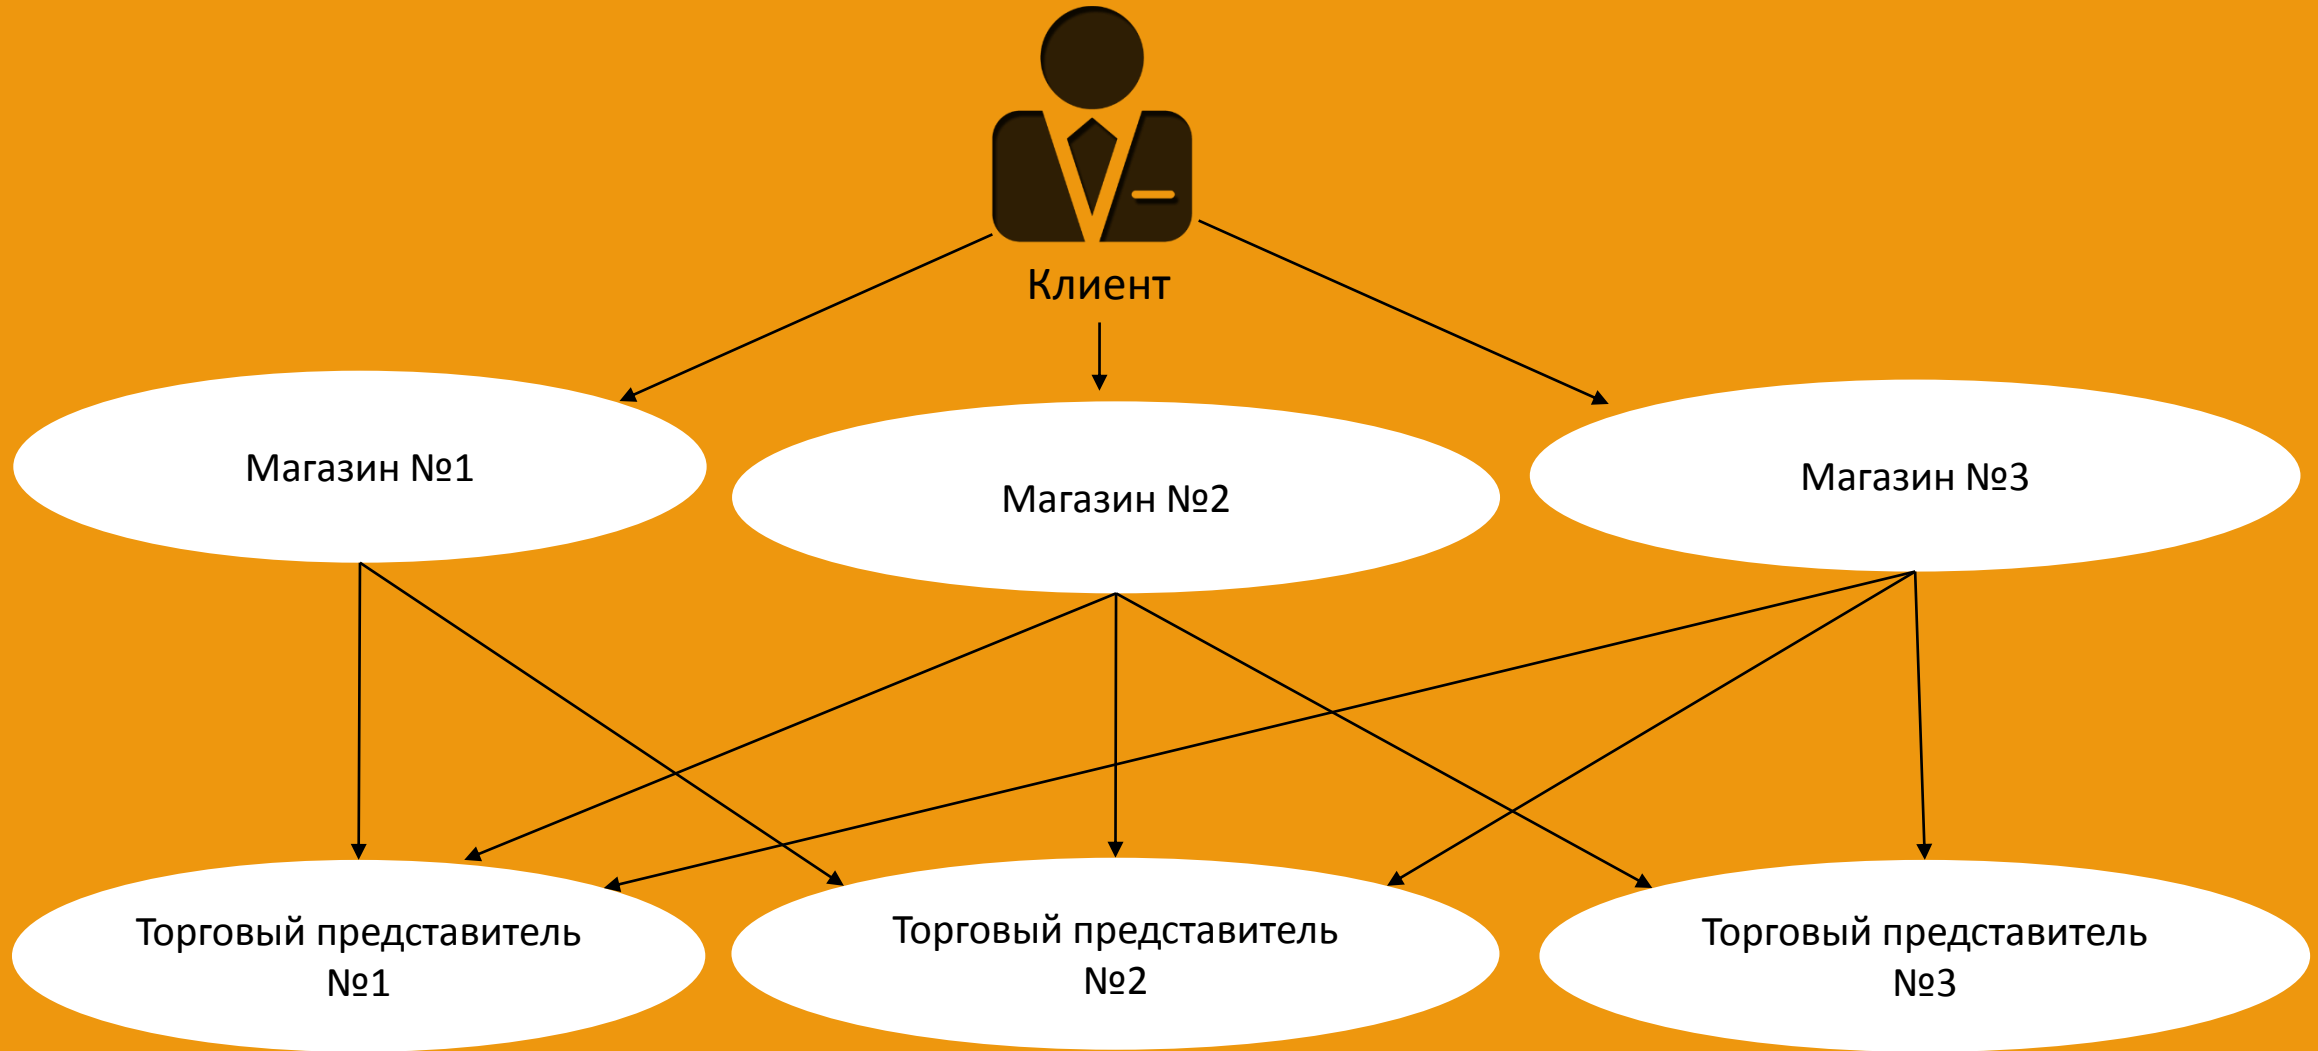 Клиент
Магазин №1
Магазин №2
Магазин №3
Торговый представитель
№1
Торговый представитель
№2
Торговый представитель
№3